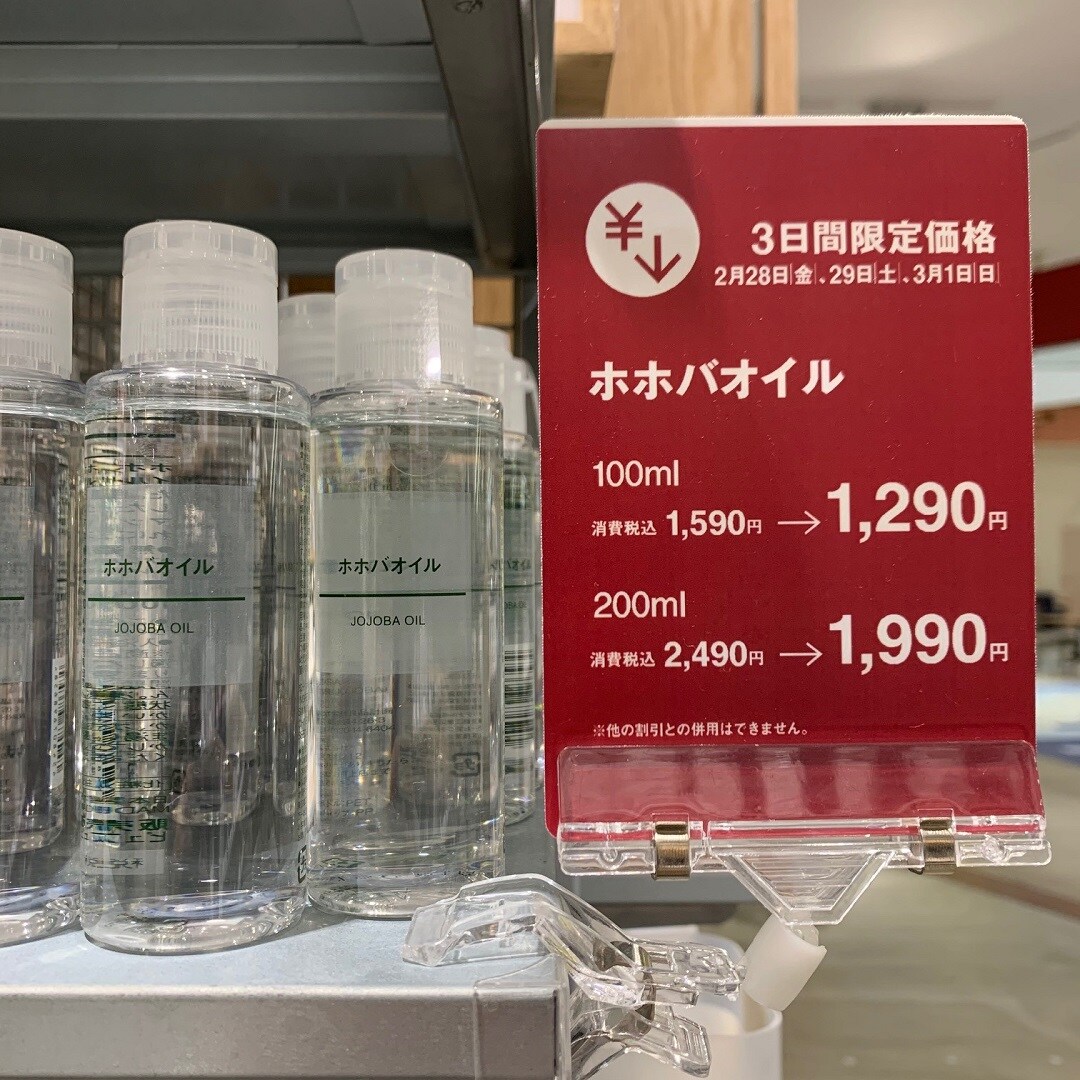 ¥↓
3日間限定価格
2月28日|金|、29日|土|、3月1日|日|
ホホバオイル
100ml
消費税込 1,590円 → 1,290円
200ml
消費税込 2,490円 → 1,990円
※他の割引との併用はできません。
ホホバオイル
JOJOBA OIL
ホホバオイル
JOJOBA OIL